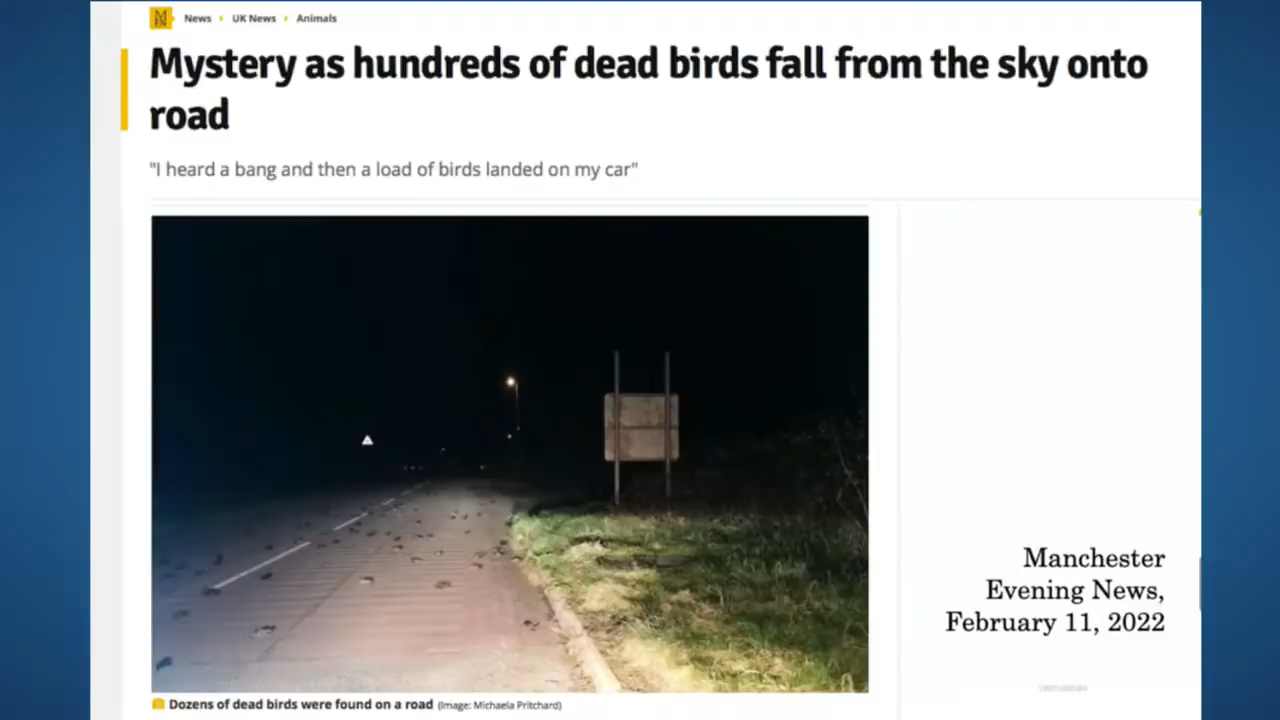 News UK News Animals
Mystery as hundreds of dead birds fall from the sky onto
road
"I heard a bang and then a load of birds landed on my car"
Manchester
Evening News,
February 11, 2022
Dozens of dead birds were found on a road (Image: Michaela Pritchard)